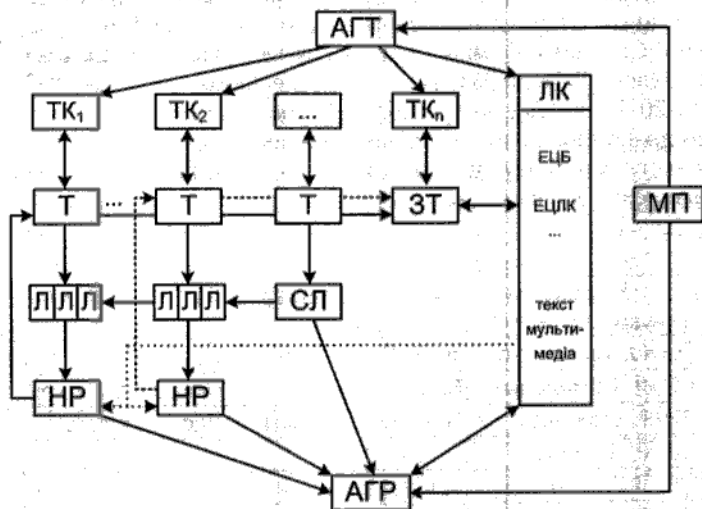 АГТ
ТК₁ ТК₂ ... ТКₙ ЛК
ЕЦБ
Т ... Т Т ЗТ ЕЦЛК МП
...
Л Л Л Л Л Л СЛ текст
мульти-
медіа
НР НР
АГР